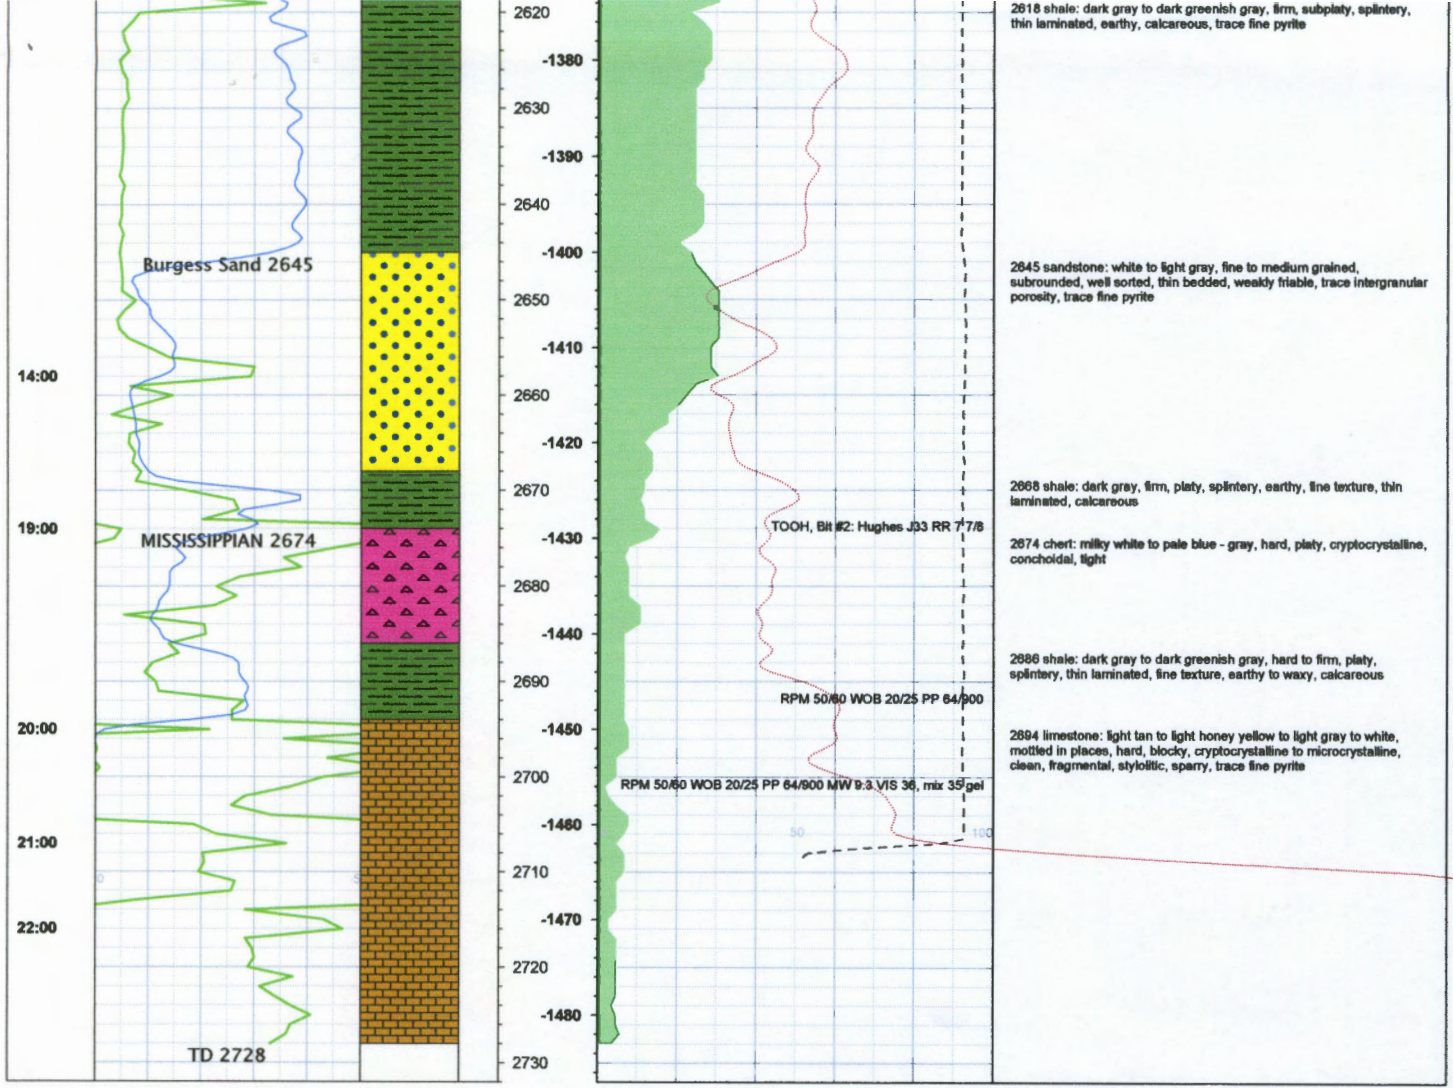 2620
2618 shale: dark gray to dark greenish gray, firm, subplaty, splintery,
thin laminated, earthy, calcareous, trace fine pyrite
-1380
2630
-1390
2640
-1400
Burgess Sand 2645
2645 sandstone: white to light gray, fine to medium grained,
subrounded, well sorted, thin bedded, weakly friable, trace intergranular
porosity, trace fine pyrite
2650
-1410
14:00
2660
-1420
2670
2668 shale: dark gray, firm, platy, splintery, earthy, fine texture, thin
laminated, calcareous
19:00
TOOH, Bit #2: Hughes J33 RR 7 7/8
-1430
MISSISSIPPIAN 2674
2674 chert: milky white to pale blue - gray, hard, platy, cryptocrystalline,
conchoidal, tight
2680
-1440
2686 shale: dark gray to dark greenish gray, hard to firm, platy,
splintery, thin laminated, fine texture, earthy to waxy, calcareous
2690
RPM 50/60 WOB 20/25 PP 64/900
20:00
-1450
2694 limestone: light tan to light honey yellow to light gray to white,
mottled in places, hard, blocky, cryptocrystalline to microcrystalline,
clean, fragmental, stylolitic, sparry, trace fine pyrite
2700
RPM 50/60 WOB 20/25 PP 64/900 MW 9.3 VIS 36, mix 35 gel
-1460
50
100
21:00
2710
0
5
-1470
22:00
2720
-1480
TD 2728
2730